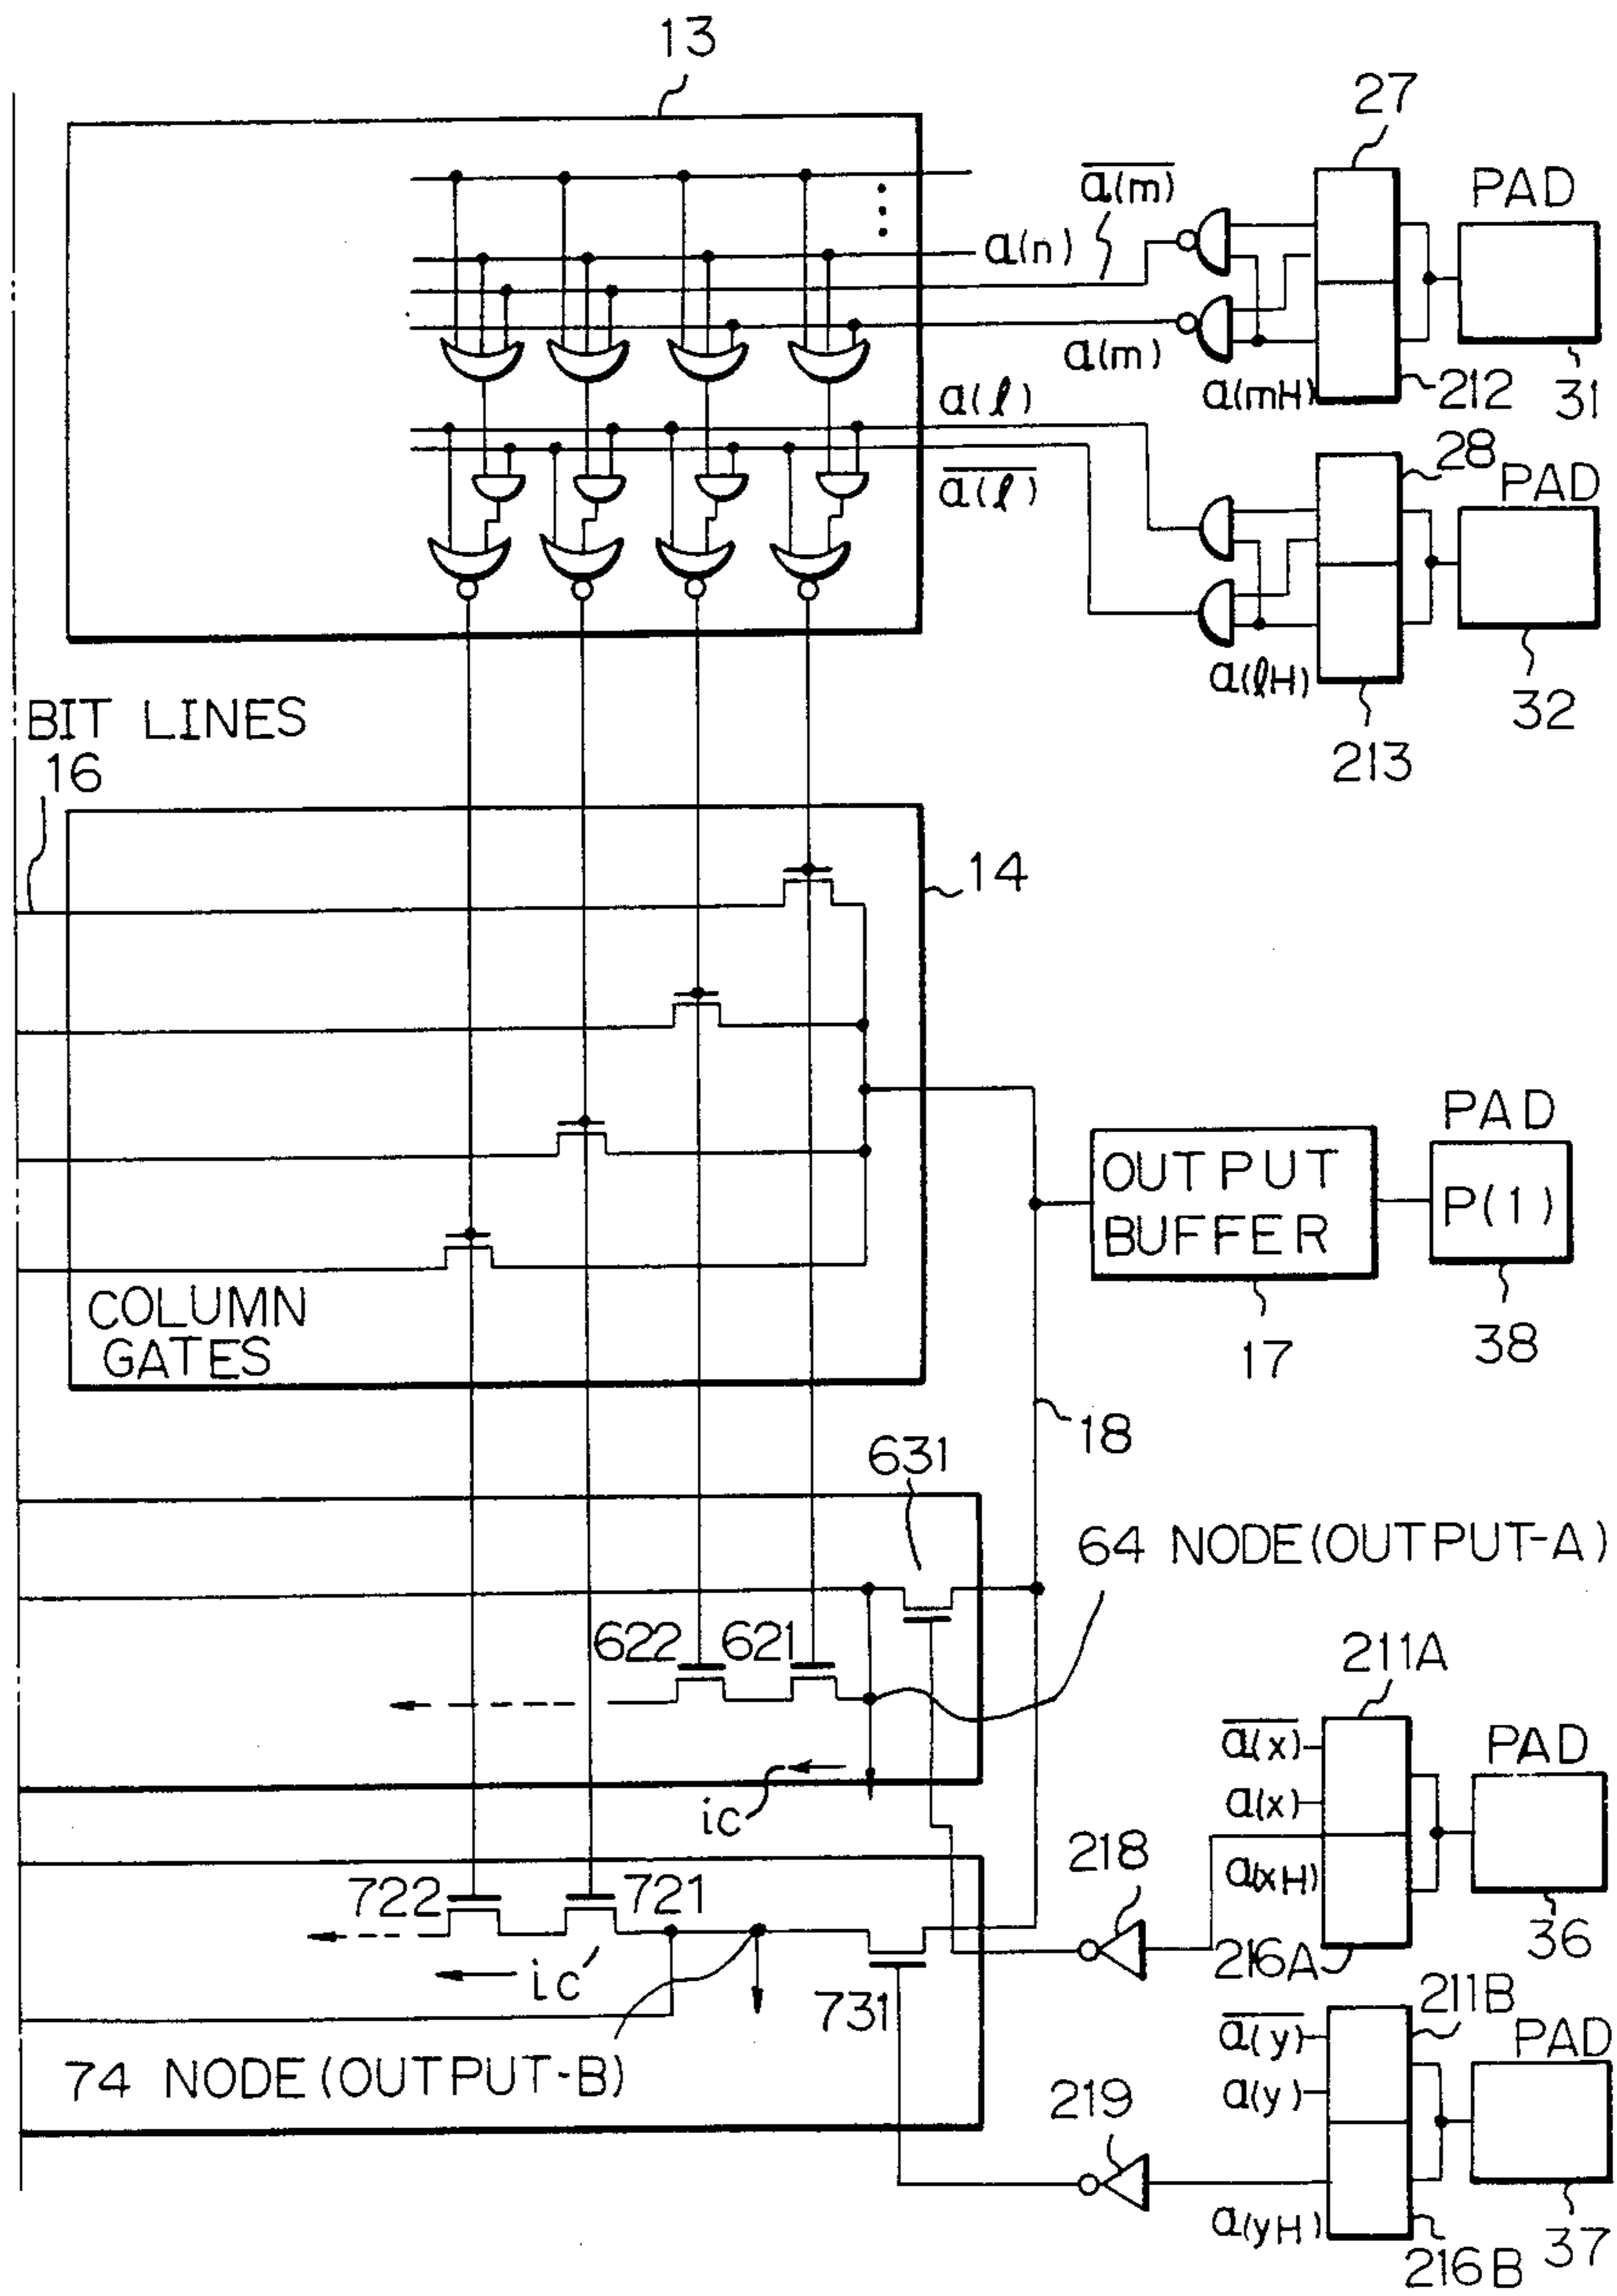 13
27
PAD
a(m)
a(n)
a(m)
a(mH)
212
31
a(ℓ)
28
PAD
a(ℓ)
a(ℓH)
32
213
BIT LINES
16
14
PAD
OUTPUT
BUFFER
P(1)
COLUMN
GATES
17
38
18
631
64 NODE(OUTPUT-A)
622
621
211A
a(x)
PAD
a(x)
ic
218
a(xH)
722
721
36
216A
ic'
731
211B
a(y)
PAD
74 NODE(OUTPUT-B)
219
a(y)
a(yH)
216B
37